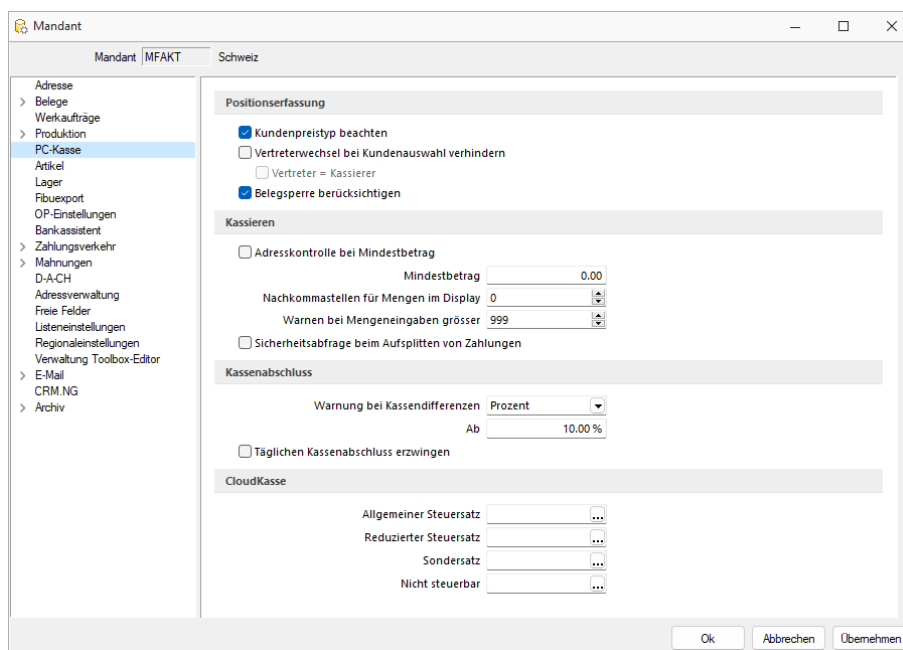 Mandant
Mandant MFAKT Schweiz
Adresse
Belege
Werkaufträge
Produktion
PC-Kasse
Artikel
Lager
Fibuexport
OP-Einstellungen
Bankassistent
Zahlungsverkehr
Mahnungen
D-A-CH
Adressverwaltung
Freie Felder
Listeneinstellungen
Regionaleinstellungen
Verwaltung Toolbox-Editor
E-Mail
CRM.NG
Archiv
Positionserfassung
Kundenpreistyp beachten
Vertreterwechsel bei Kundenauswahl verhindern
Vertreter = Kassierer
Belegsperre berücksichtigen
Kassieren
Adresskontrolle bei Mindestbetrag
Mindestbetrag 0.00
Nachkommastellen für Mengen im Display 0
Warnen bei Mengeneingaben grösser 999
Sicherheitsabfrage beim Aufsplitten von Zahlungen
Kassenabschluss
Warnung bei Kassendifferenzen Prozent
Ab 10.00 %
Täglichen Kassenabschluss erzwingen
CloudKasse
Allgemeiner Steuersatz ...
Reduzierter Steuersatz ...
Sondersatz ...
Nicht steuerbar ...
Ok Abbrechen Übernehmen